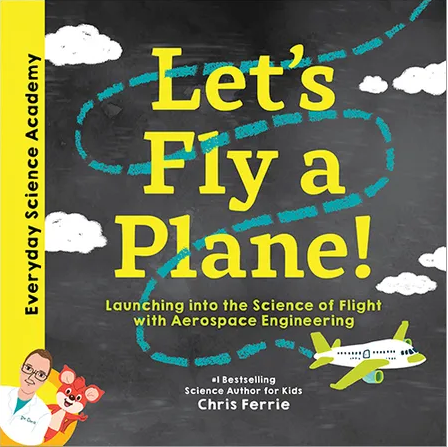 Everyday Science Academy
Let's
Fly a
Plane!
Launching into the Science of Flight
with Aerospace Engineering
#1 Bestselling
Science Author for Kids
Chris Ferrie